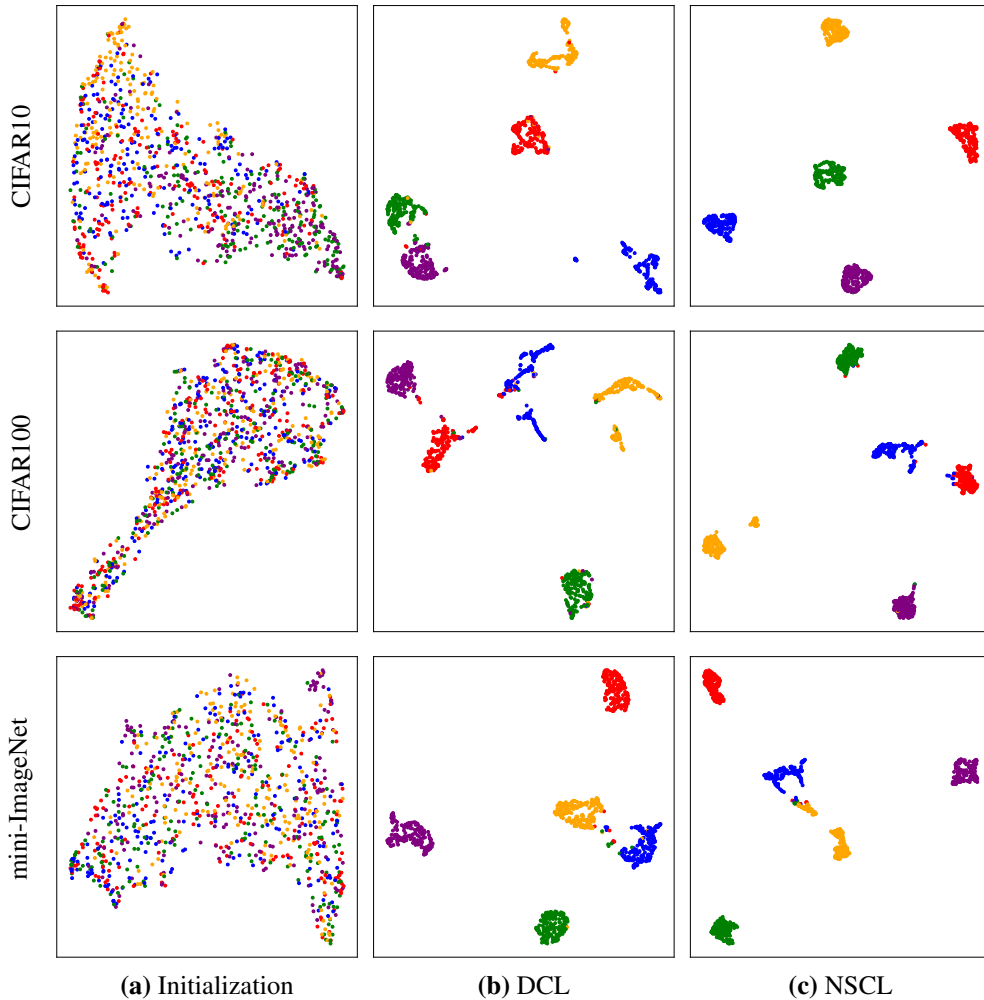 CIFAR10
CIFAR100
mini-ImageNet
(a) Initialization
(b) DCL
(c) NSCL